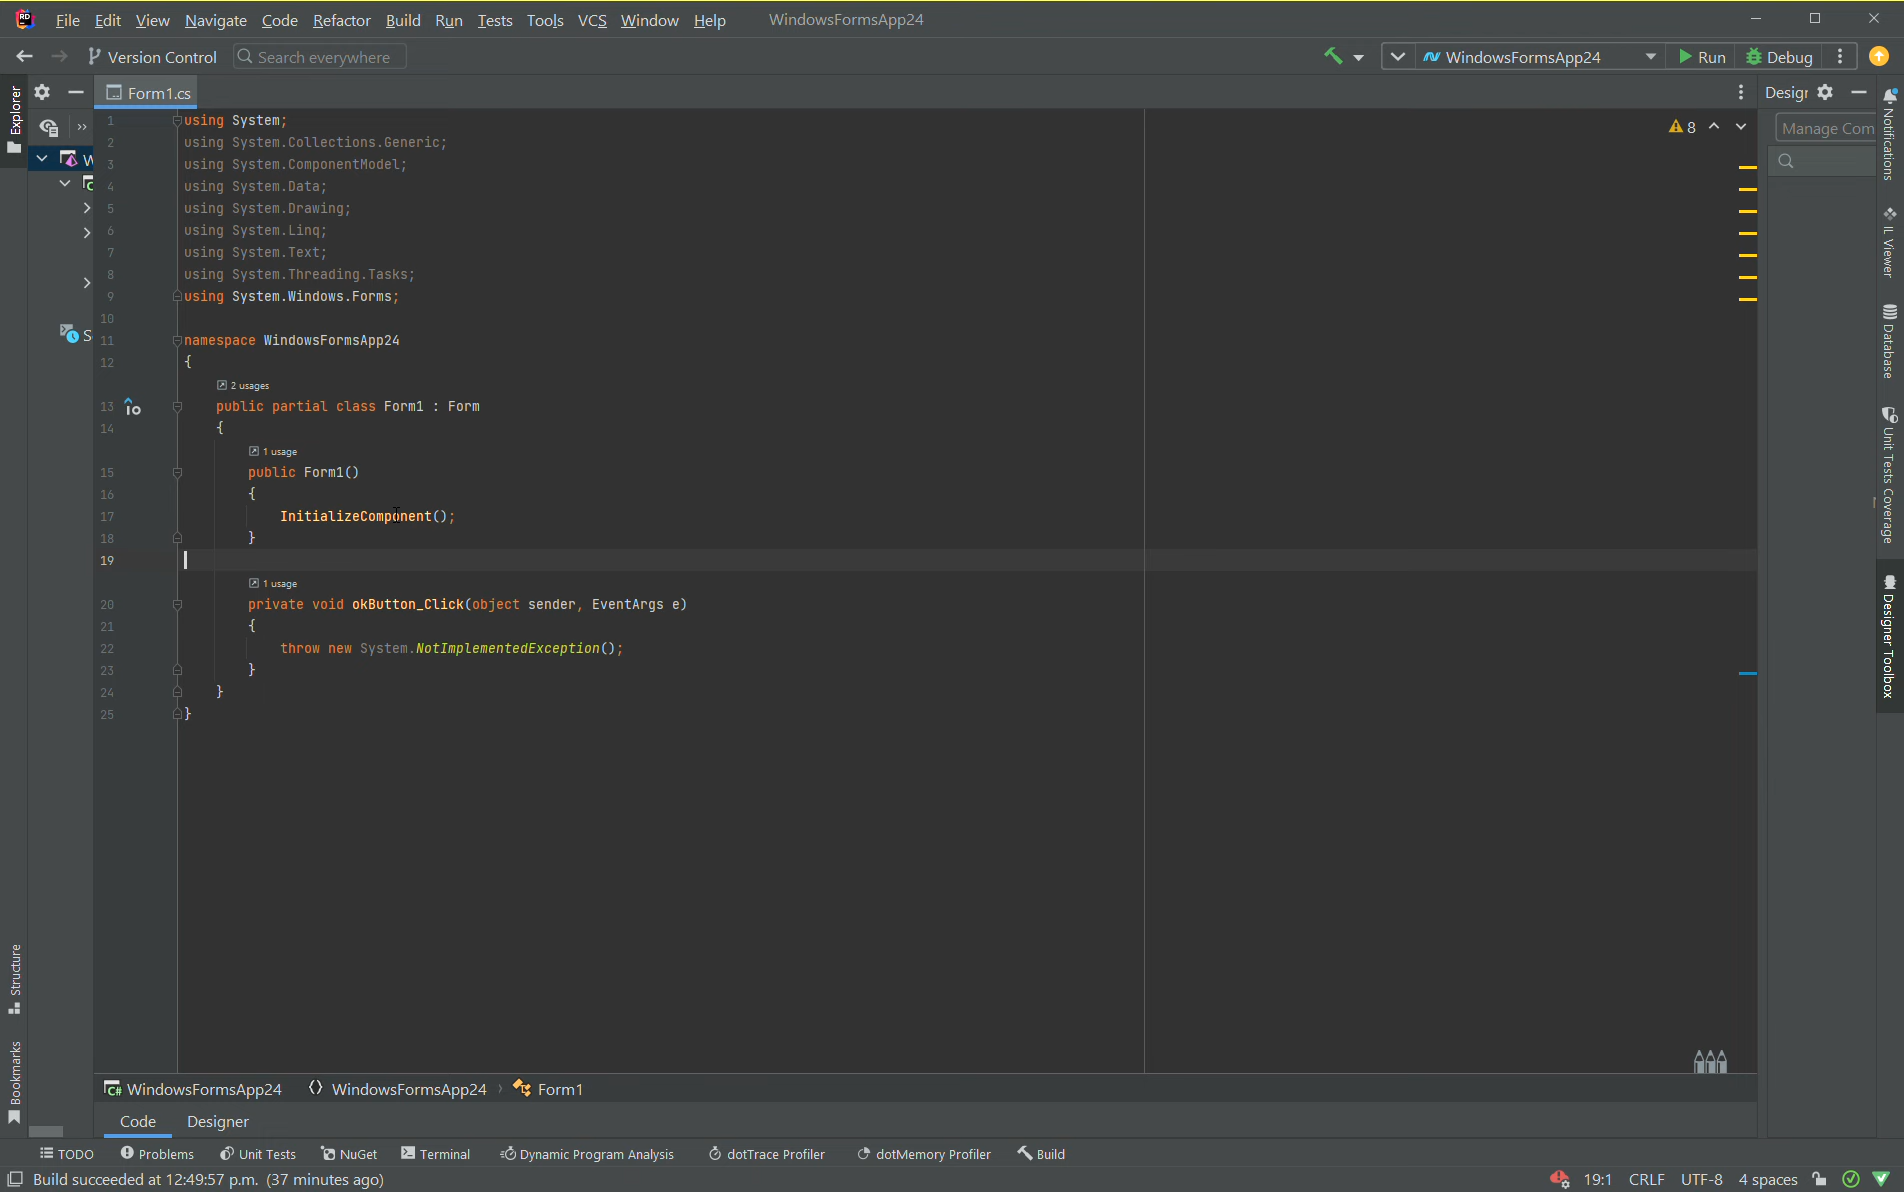 File Edit View Navigate Code Refactor Build Run Tests Tools VCS Window Help WindowsFormsApp24
Version Control Search everywhere WindowsFormsApp24 Run Debug
Explorer
Form1.cs
Manage Com
8
1 using System;
2 using System.Collections.Generic;
3 using System.ComponentModel;
4 using System.Data;
5 using System.Drawing;
6 using System.Linq;
7 using System.Text;
8 using System.Threading.Tasks;
9 using System.Windows.Forms;
10
11 namespace WindowsFormsApp24
12 {
2 usages
13 public partial class Form1 : Form
14 {
1 usage
15 public Form1()
16 {
17 InitializeComponent();
18 }
19
1 usage
20 private void okButton_Click(object sender, EventArgs e)
21 {
22 throw new System.NotImplementedException();
23 }
24 }
25 }
Notifications
IL Viewer
Database
Unit Tests Coverage
Designer Toolbox
Structure
Bookmarks
C# WindowsFormsApp24 WindowsFormsApp24 › Form1
Code Designer
TODO Problems Unit Tests NuGet Terminal Dynamic Program Analysis dotTrace Profiler dotMemory Profiler Build
Build succeeded at 12:49:57 p.m. (37 minutes ago) 19:1 CRLF UTF-8 4 spaces